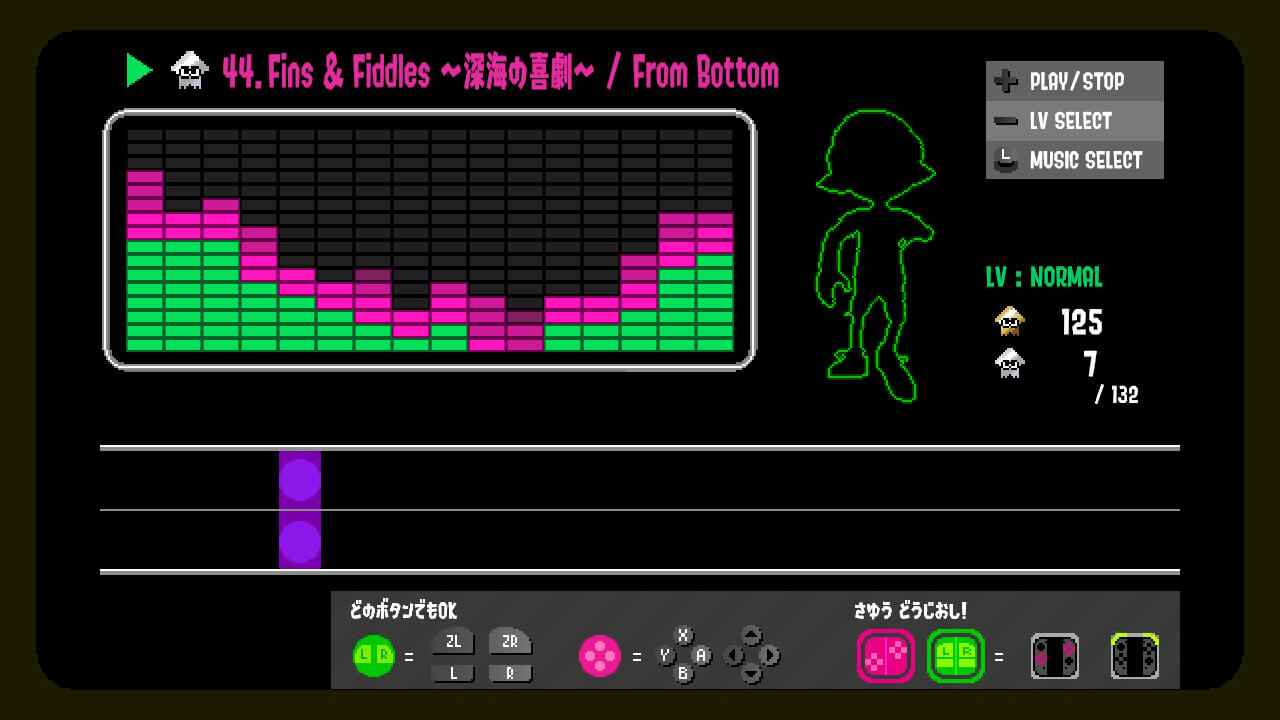 44. Fins & Fiddles ～深海の喜劇～ / From Bottom
PLAY/STOP
LV SELECT
L MUSIC SELECT
LV : NORMAL
125
7
/ 132
どのボタンでもOK
さゆう どうじおし!
L R = ZL ZR
L R
= X Y A B
L R =